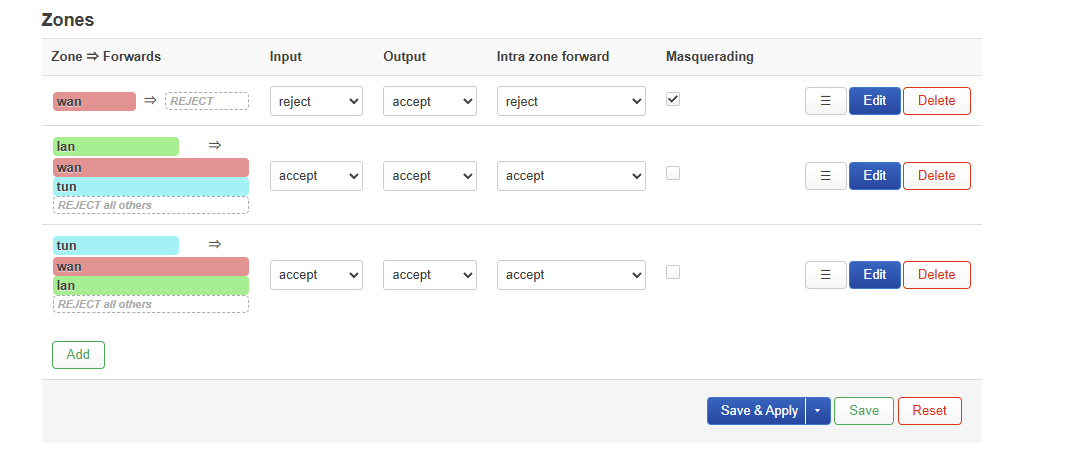 Zones
Zone ⇒ Forwards Input Output Intra zone forward Masquerading
wan ⇒ REJECT reject accept reject ☰ Edit Delete
lan ⇒
wan
tun
REJECT all others
accept accept accept ☰ Edit Delete
tun ⇒
wan
lan
REJECT all others
accept accept accept ☰ Edit Delete
Add
Save & Apply Save Reset